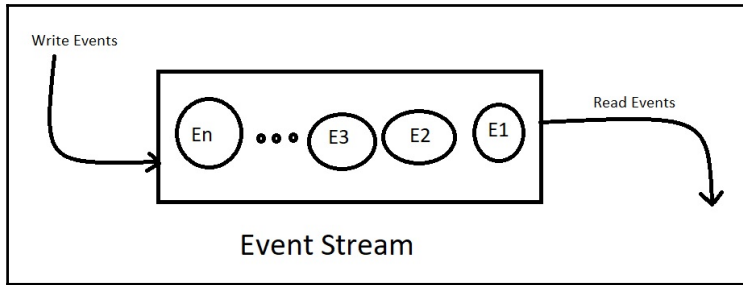 Write Events
Read Events
En
E3
E2
E1
Event Stream